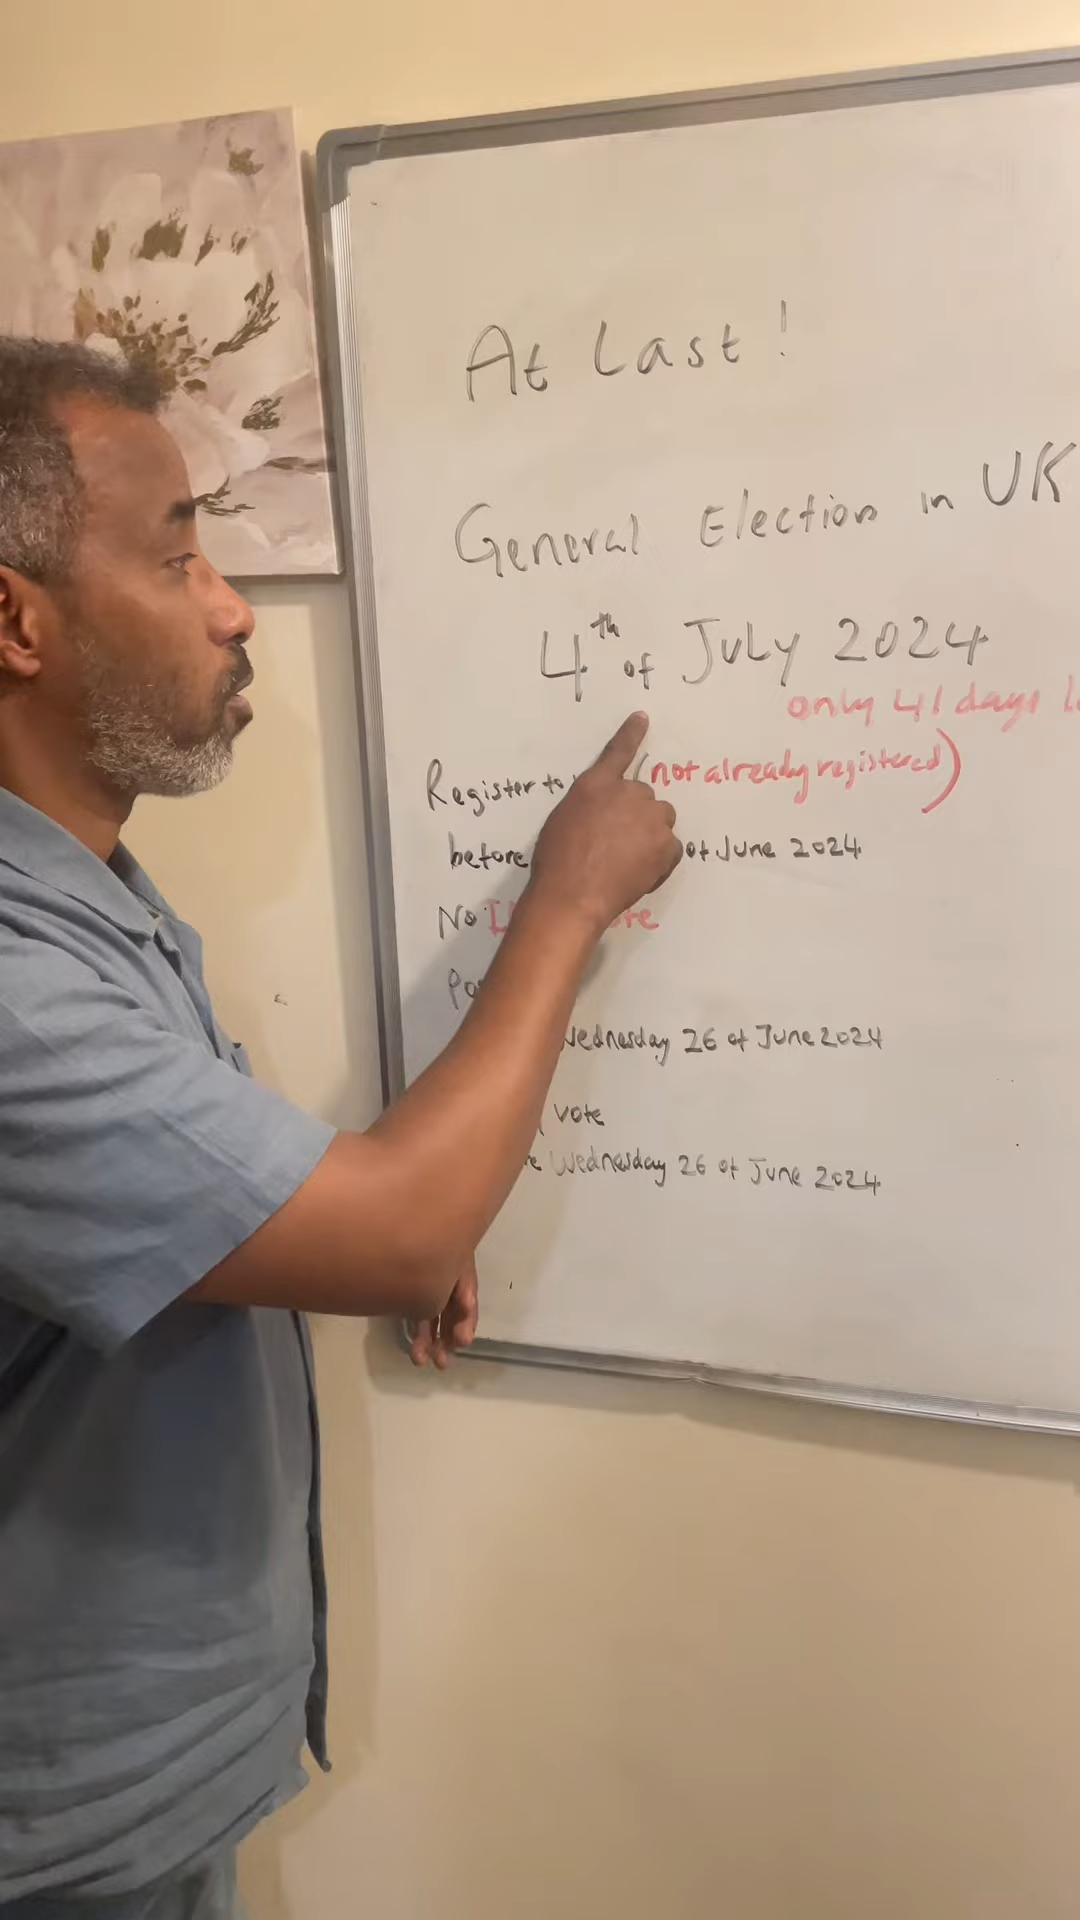 At Last !
General Election in UK
4th of July 2024
only 41 days
Register to (not already registered)
before of June 2024
No
Wednesday 26 of June 2024
vote
Wednesday 26 of June 2024